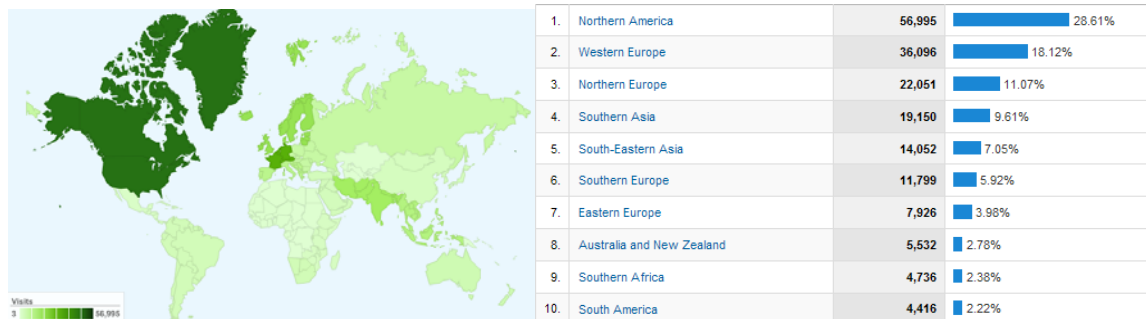 Visits
3 56,995
1. Northern America 56,995 28.61%
2. Western Europe 36,096 18.12%
3. Northern Europe 22,051 11.07%
4. Southern Asia 19,150 9.61%
5. South-Eastern Asia 14,052 7.05%
6. Southern Europe 11,799 5.92%
7. Eastern Europe 7,926 3.98%
8. Australia and New Zealand 5,532 2.78%
9. Southern Africa 4,736 2.38%
10. South America 4,416 2.22%